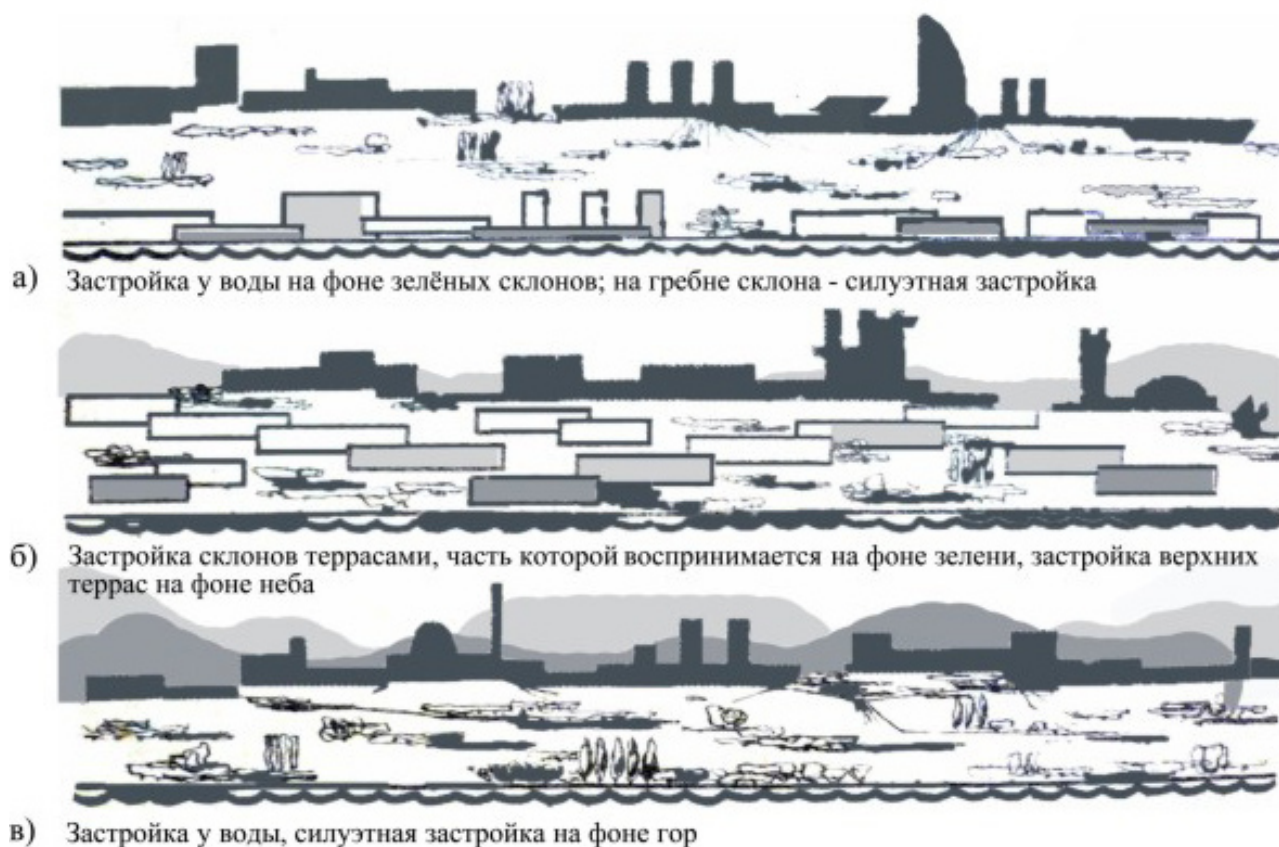 а) Застройка у воды на фоне зелёных склонов; на гребне склона - силуэтная застройка
б) Застройка склонов террасами, часть которой воспринимается на фоне зелени, застройка верхних
террас на фоне неба
в) Застройка у воды, силуэтная застройка на фоне гор